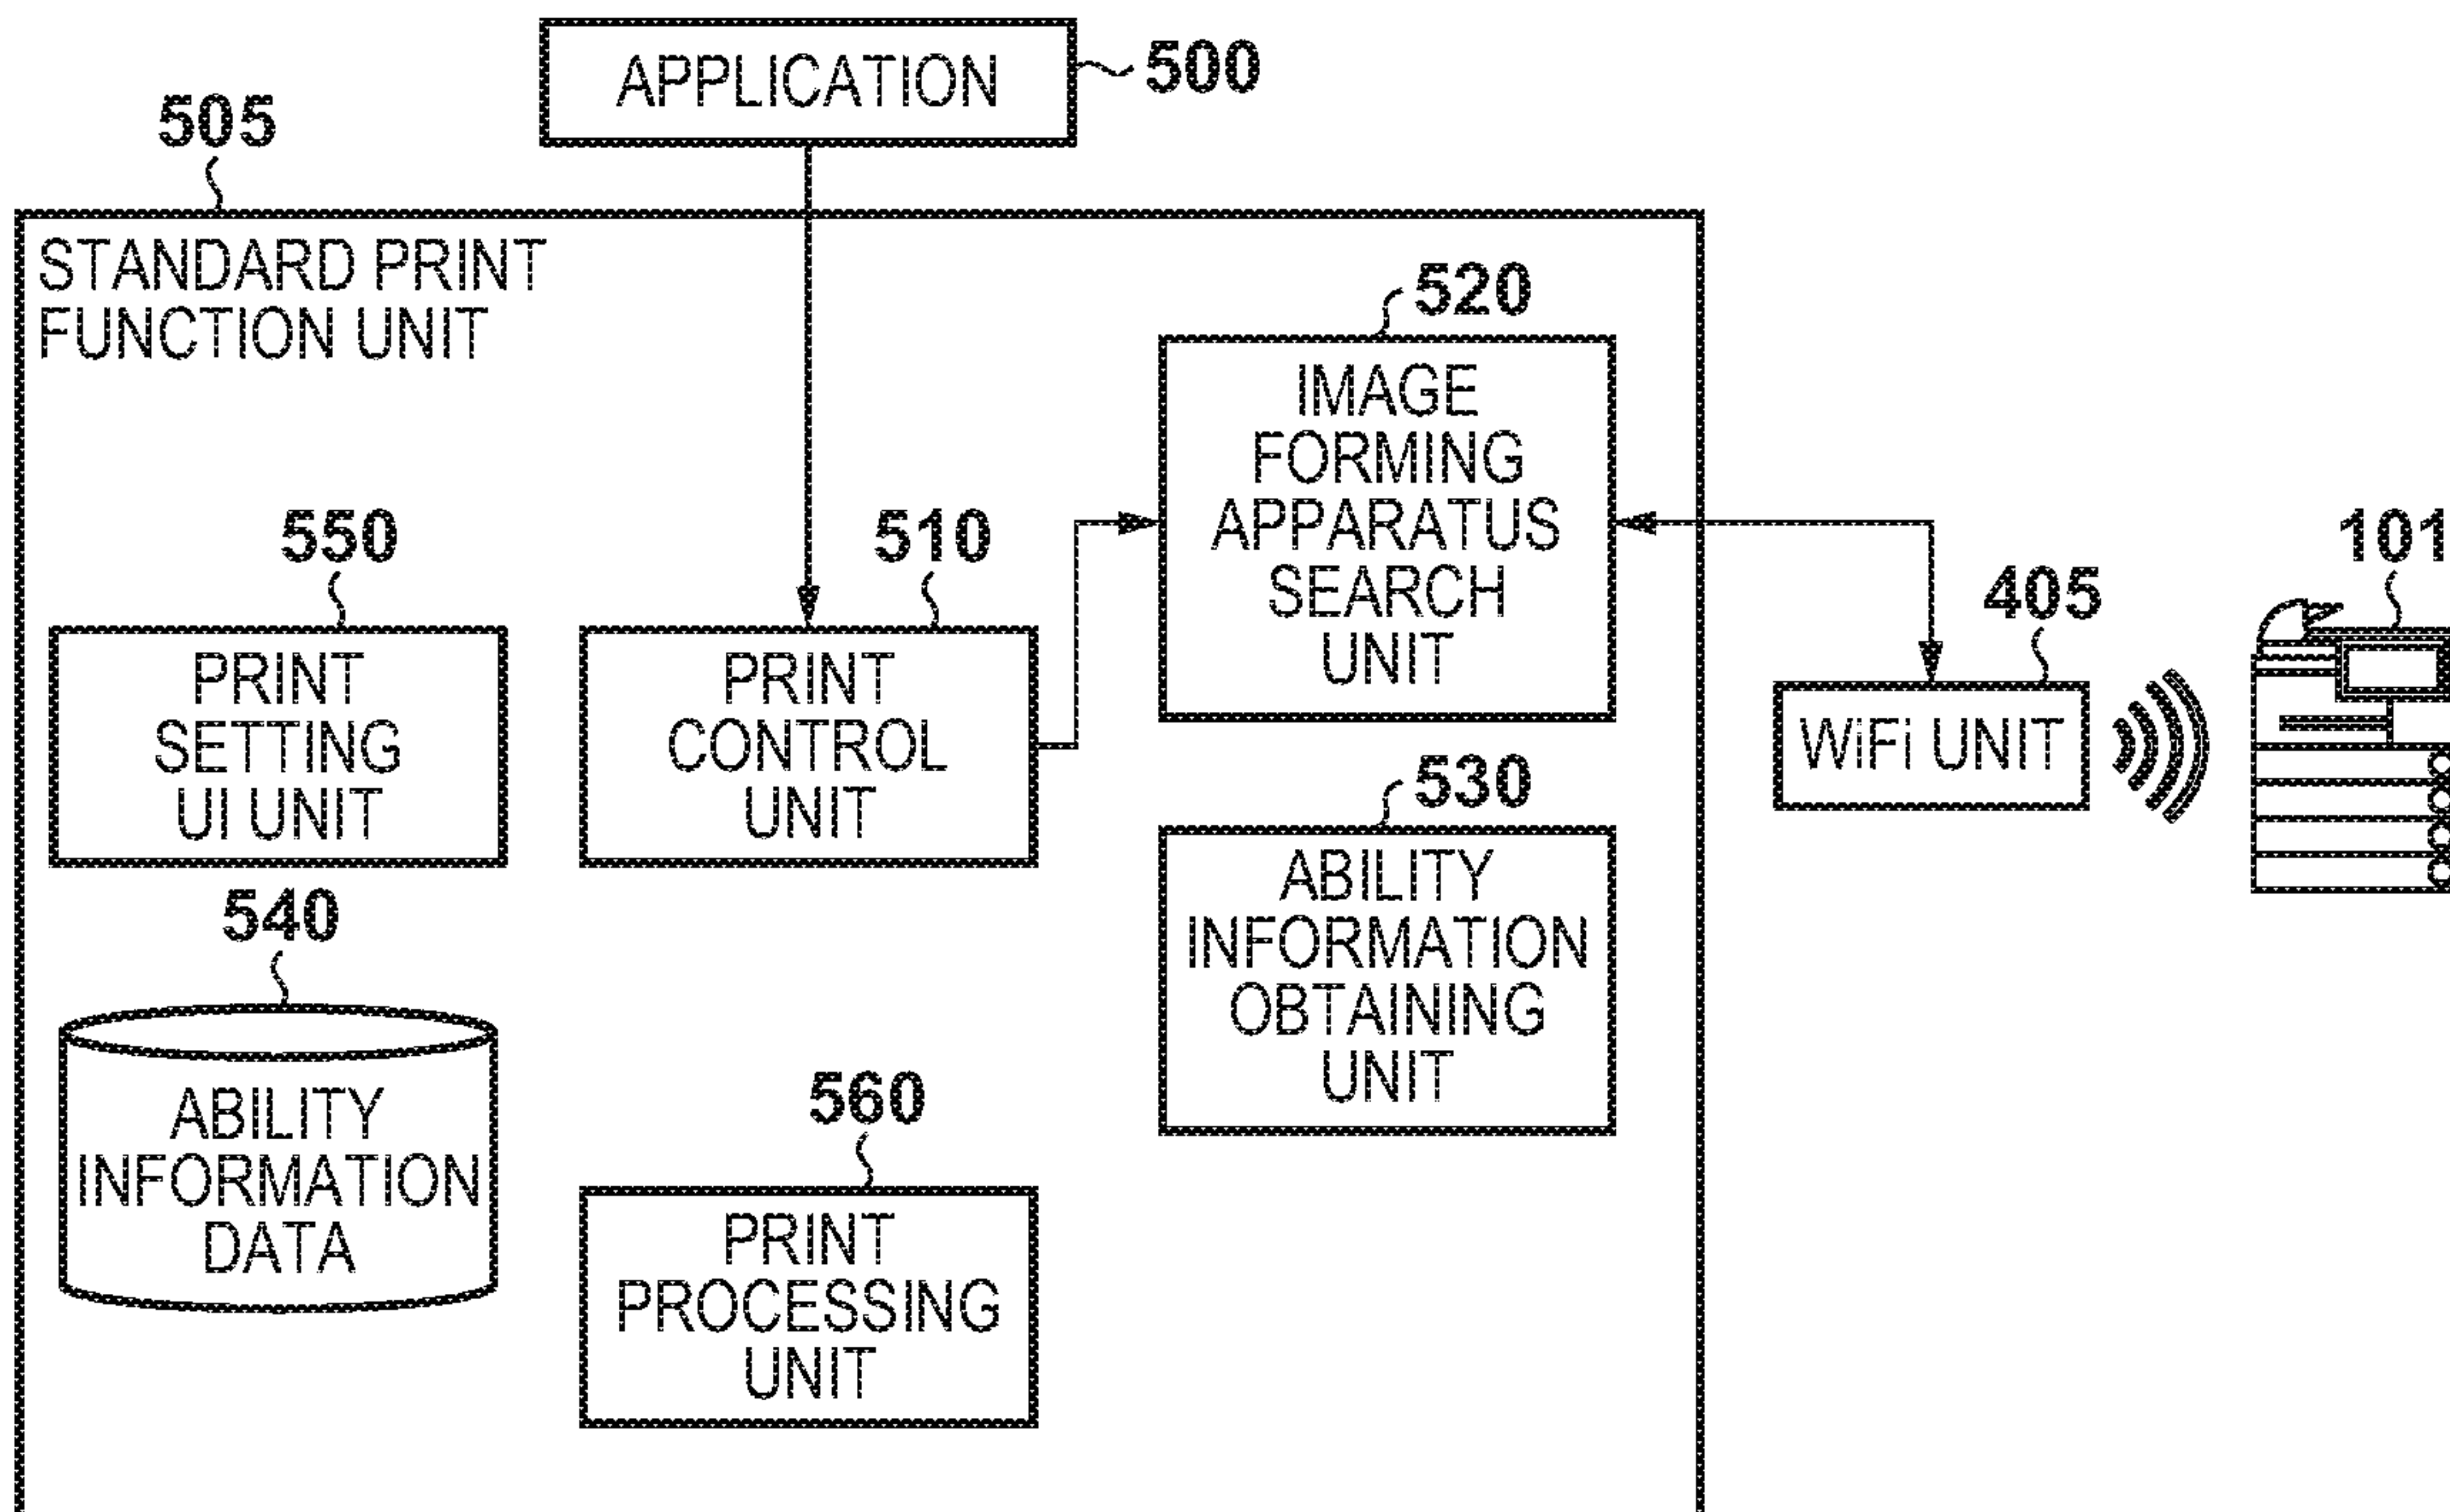 APPLICATION
500
505
STANDARD PRINT
FUNCTION UNIT
520
IMAGE
FORMING
APPARATUS
SEARCH
UNIT
550
PRINT
SETTING
UI UNIT
510
PRINT
CONTROL
UNIT
405
WiFi UNIT
101
530
ABILITY
INFORMATION
OBTAINING
UNIT
540
ABILITY
INFORMATION
DATA
560
PRINT
PROCESSING
UNIT